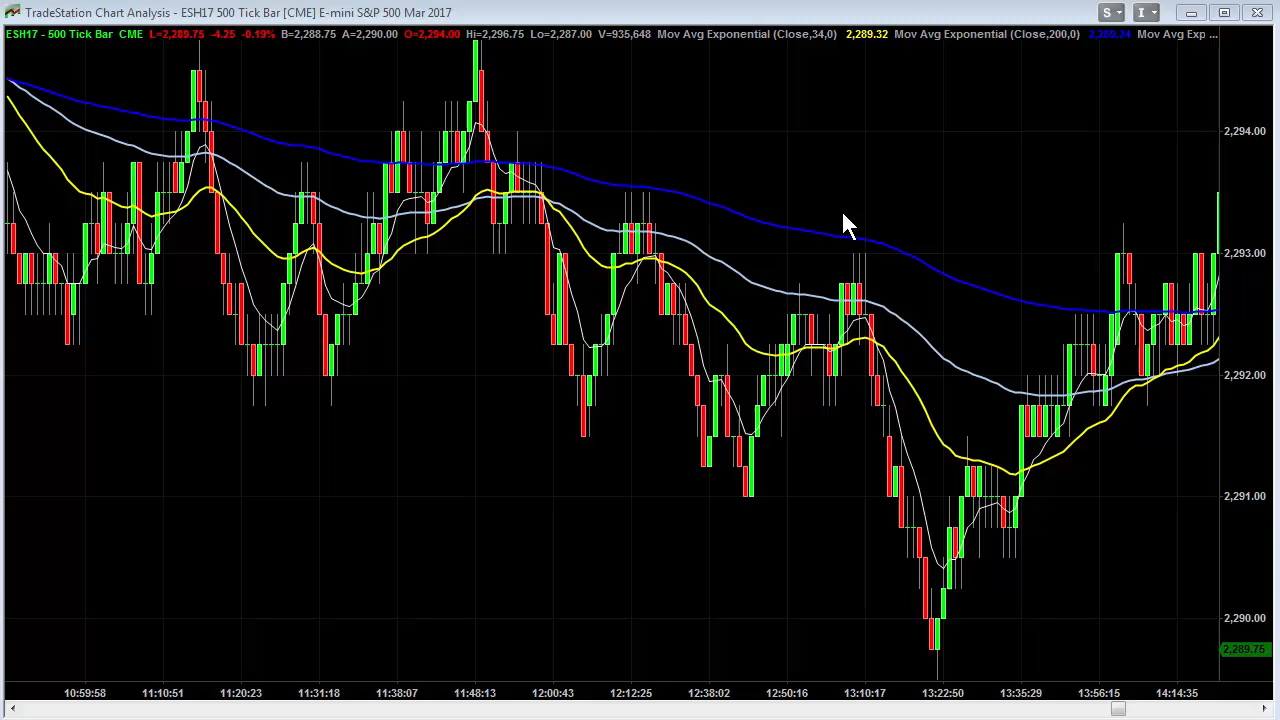 TradeStation Chart Analysis - ESH17 500 Tick Bar [CME] E-mini S&P 500 Mar 2017
S I
ESH17 - 500 Tick Bar CME L=2,289.75 -4.25 -0.19% B=2,288.75 A=2,290.00 O=2,294.00 Hi=2,296.75 Lo=2,287.00 V=935,648 Mov Avg Exponential (Close,34,0) 2,289.32 Mov Avg Exponential (Close,200,0) 2,289.34 Mov Avg Exp ...
2,294.00
2,293.00
2,292.00
2,291.00
2,290.00
2,289.75
10:59:58 11:10:51 11:20:23 11:31:18 11:38:07 11:48:13 12:00:43 12:12:25 12:38:02 12:50:16 13:10:17 13:22:50 13:35:29 13:56:15 14:14:35